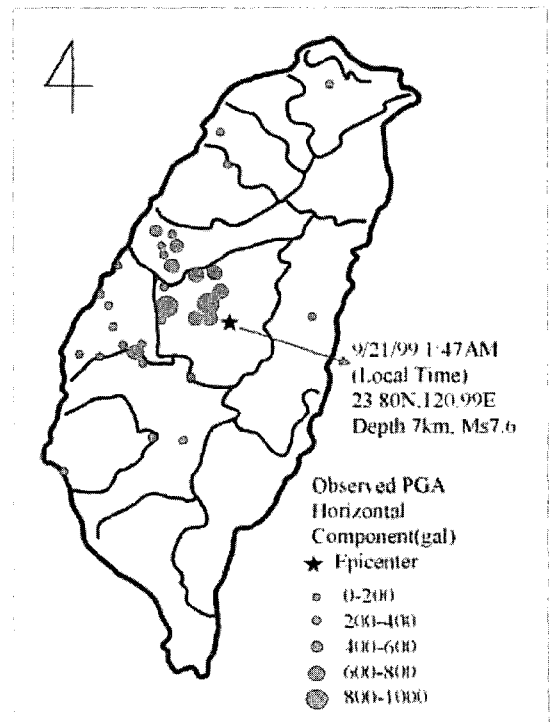 4
9/21/99 1:47AM
(Local Time)
23.80N,120.99E
Depth 7km, Ms7.6
Observed PGA
Horizontal
Component(gal)
Epicenter
0-200
200-400
400-600
600-800
800-1000